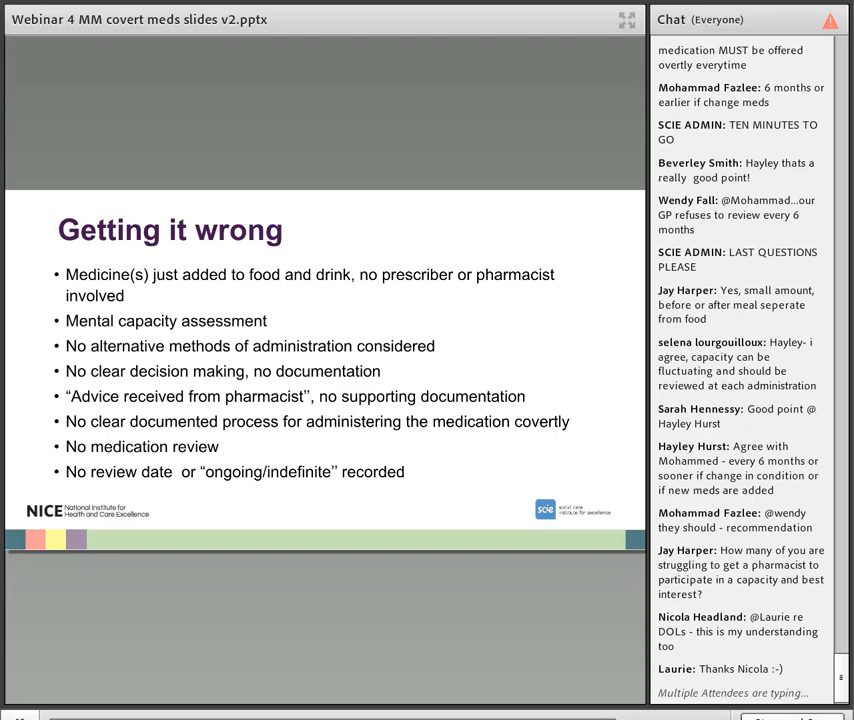 Webinar 4 MM covert meds slides v2.pptx
Getting it wrong
• Medicine(s) just added to food and drink, no prescriber or pharmacist
involved
• Mental capacity assessment
• No alternative methods of administration considered
• No clear decision making, no documentation
• “Advice received from pharmacist’’, no supporting documentation
• No clear documented process for administering the medication covertly
• No medication review
• No review date or “ongoing/indefinite’’ recorded
NICE National Institute for
Health and Care Excellence
scie social care
institute for excellence
Chat (Everyone)
medication MUST be offered
overtly everytime
Mohammad Fazlee: 6 months or
earlier if change meds
SCIE ADMIN: TEN MINUTES TO
GO
Beverley Smith: Hayley thats a
really good point!
Wendy Fall: @Mohammad...our
GP refuses to review every 6
months
SCIE ADMIN: LAST QUESTIONS
PLEASE
Jay Harper: Yes, small amount,
before or after meal seperate
from food
selena lourgouilloux: Hayley- i
agree, capacity can be
fluctuating and should be
reviewed at each administration
Sarah Hennessy: Good point @
Hayley Hurst
Hayley Hurst: Agree with
Mohammed - every 6 months or
sooner if change in condition or
if new meds are added
Mohammad Fazlee: @wendy
they should - recommendation
Jay Harper: How many of you are
struggling to get a pharmacist to
participate in a capacity and best
interest?
Nicola Headland: @Laurie re
DOLs - this is my understanding
too
Laurie: Thanks Nicola :-)
Multiple Attendees are typing...